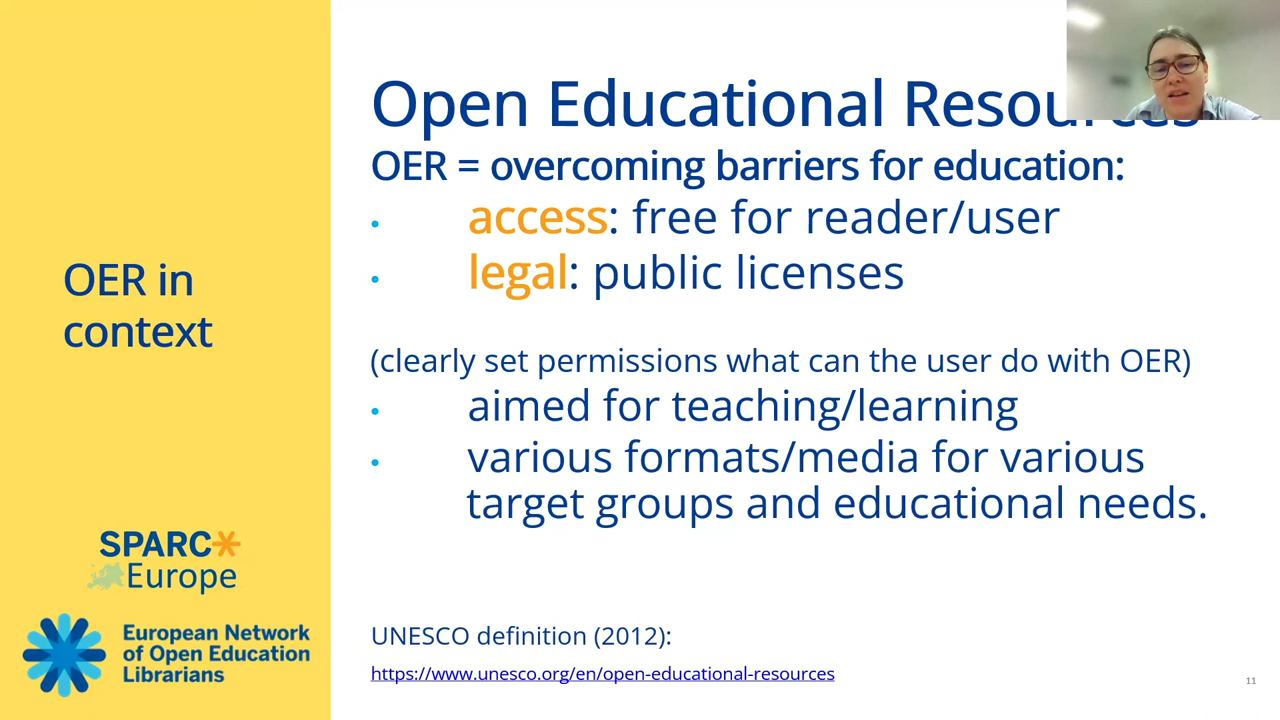 Open Educational Resources
OER = overcoming barriers for education:
• access: free for reader/user
• legal: public licenses
(clearly set permissions what can the user do with OER)
• aimed for teaching/learning
• various formats/media for various
target groups and educational needs.
UNESCO definition (2012):
https://www.unesco.org/en/open-educational-resources
OER in
context
SPARC
Europe
European Network
of Open Education
Librarians
11